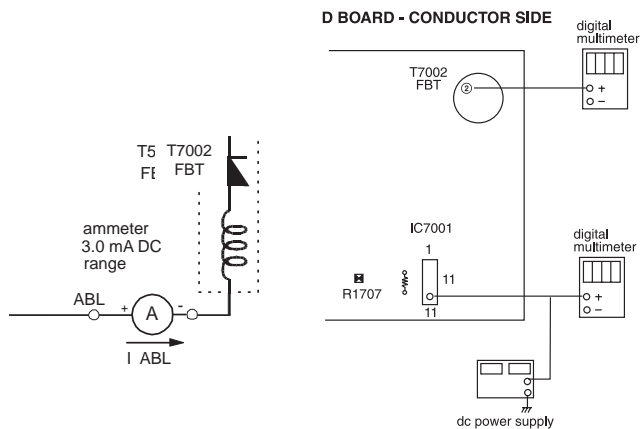 D BOARD - CONDUCTOR SIDE
digital
multimeter
T7002
FBT
2
+
–
T5 T7002
FBT
ammeter
3.0 mA DC
range
ABL
+
A
-
I ABL
IC7001
1
11
R1707
11
digital
multimeter
+
–
dc power supply